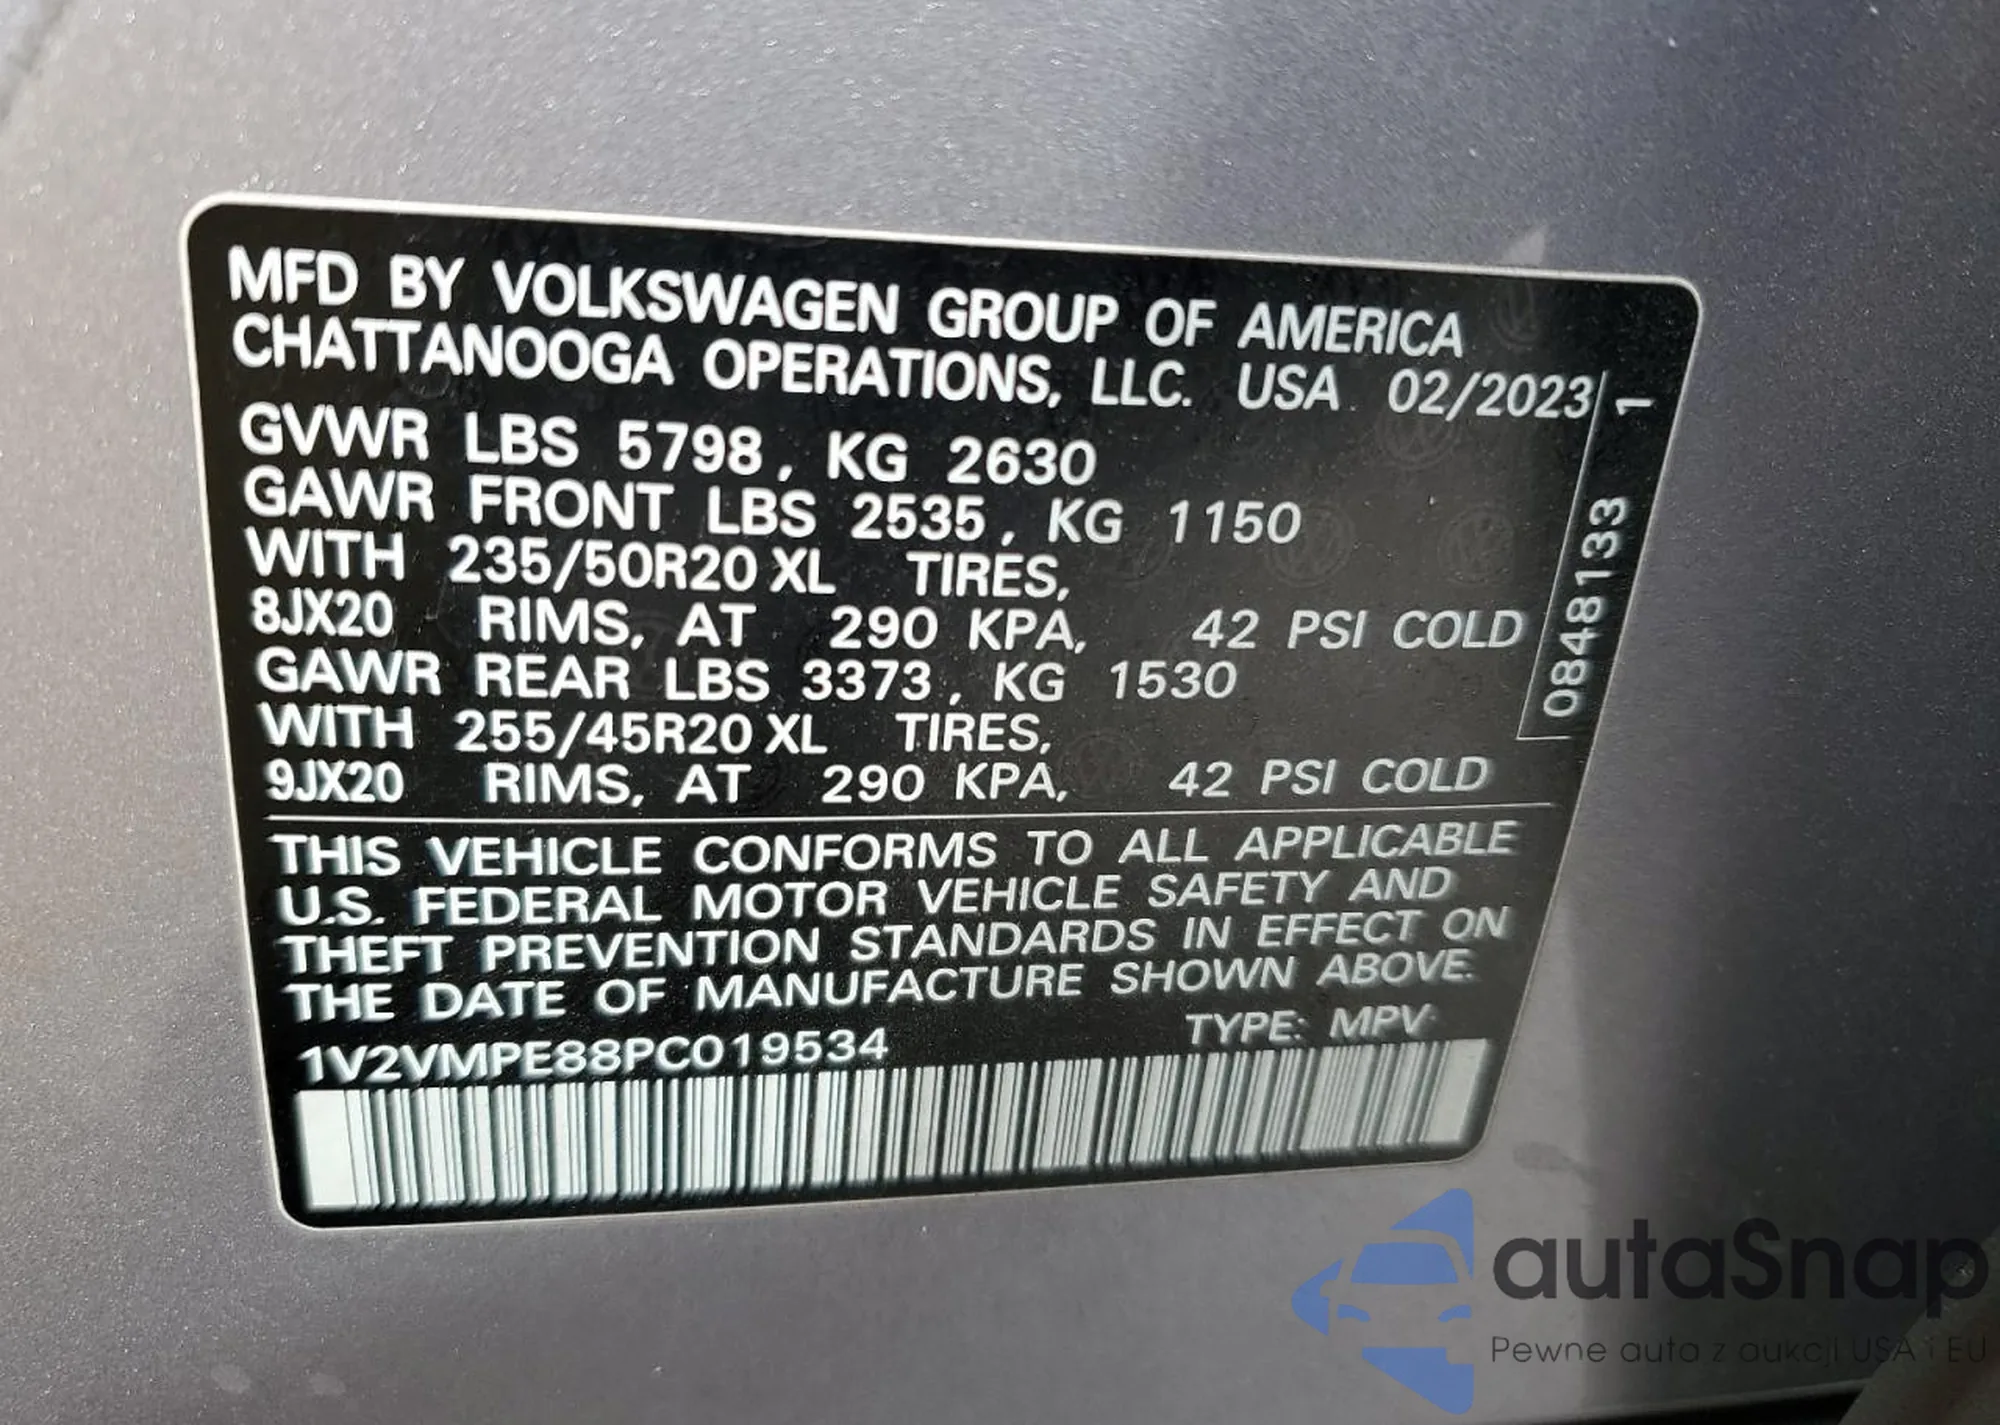 MFD BY VOLKSWAGEN GROUP OF AMERICA
CHATTANOOGA OPERATIONS, LLC. USA 02/2023
GVWR LBS 5798, KG 2630
GAWR FRONT LBS 2535, KG 1150
WITH 235/50R20 XL TIRES,
8JX20 RIMS, AT 290 KPA, 42 PSI COLD
GAWR REAR LBS 3373, KG 1530
WITH 255/45R20 XL TIRES,
9JX20 RIMS, AT 290 KPA, 42 PSI COLD
0848133 1
THIS VEHICLE CONFORMS TO ALL APPLICABLE
U.S. FEDERAL MOTOR VEHICLE SAFETY AND
THEFT PREVENTION STANDARDS IN EFFECT ON
THE DATE OF MANUFACTURE SHOWN ABOVE.
1V2VMPE88PC019534 TYPE: MPV
autaSnap
Pewne auta z aukcji USA i EU